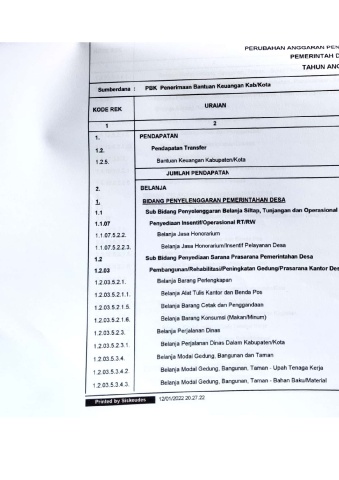 PERUBAHAN ANGGARAN PEN
PEMERINTAH D
TAHUN ANG
Sumberdana : PBK Penerimaan Bantuan Keuangan Kab/Kota
KODE REK URAIAN
1 2
1. PENDAPATAN
1.2. Pendapatan Transfer
1.2.5. Bantuan Keuangan Kabupaten/Kota
JUMLAH PENDAPATAN
2. BELANJA
1. BIDANG PENYELENGGARAN PEMERINTAHAN DESA
1.1 Sub Bidang Penyelenggaran Belanja Siltap, Tunjangan dan Operasional
1.1.07 Penyediaan Insentif/Operasional RT/RW
1.1.07.5.2.2. Belanja Jasa Honorarium
1.1.07.5.2.2.3. Belanja Jasa Honorarium/Insentif Pelayanan Desa
1.2 Sub Bidang Penyediaan Sarana Prasarana Pemerintahan Desa
1.2.03 Pembangunan/Rehabilitasi/Peningkatan Gedung/Prasarana Kantor Des
1.2.03.5.2.1. Belanja Barang Perlengkapan
1.2.03.5.2.1.1. Belanja Alat Tulis Kantor dan Benda Pos
1.2.03.5.2.1.5. Belanja Barang Cetak dan Penggandaan
1.2.03.5.2.1.6. Belanja Barang Konsumsi (Makan/Minum)
1.2.03.5.2.3. Belanja Perjalanan Dinas
1.2.03.5.2.3.1. Belanja Perjalanan Dinas Dalam Kabupaten/Kota
1.2.03.5.3.4. Belanja Modal Gedung, Bangunan dan Taman
1.2.03.5.3.4.2. Belanja Modal Gedung, Bangunan, Taman - Upah Tenaga Kerja
1.2.03.5.3.4.3. Belanja Modal Gedung, Bangunan, Taman - Bahan Baku/Material
Printed by Siskeudes 12/01/2022 20.27.22